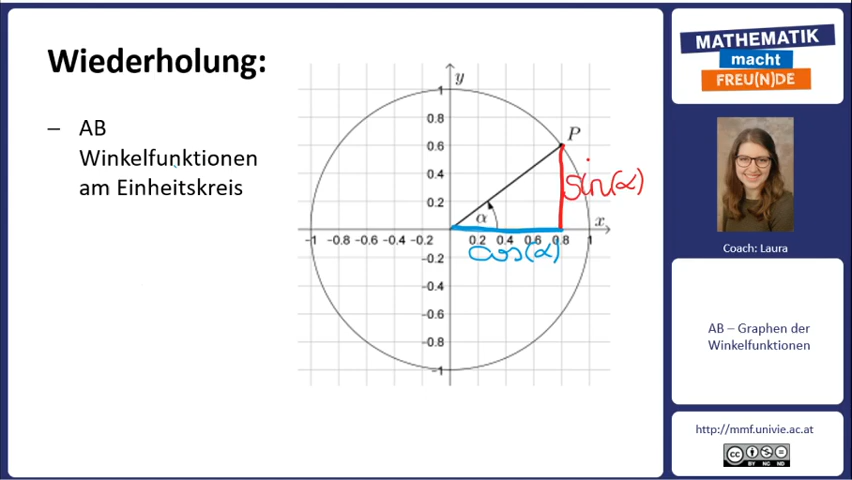 Wiederholung:
– AB
Winkelfunktionen
am Einheitskreis
y
1
0.8
0.6
0.4
0.2
P
sin(α)
α
x
-1 -0.8 -0.6 -0.4 -0.2 0.2 0.4 0.6 0.8 1
cos(α)
-0.2
-0.4
-0.6
-0.8
-1
MATHEMATIK
macht
FREU(N)DE
Coach: Laura
AB – Graphen der
Winkelfunktionen
http://mmf.univie.ac.at
cc
BY NC ND